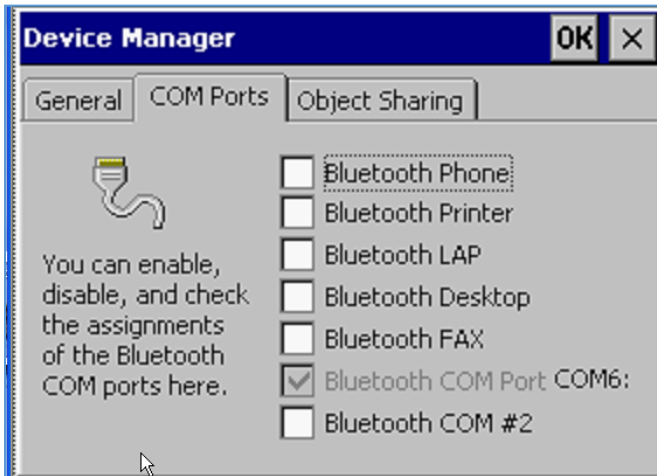 Device Manager OK ×
General COM Ports Object Sharing
Bluetooth Phone
Bluetooth Printer
Bluetooth LAP
Bluetooth Desktop
Bluetooth FAX
Bluetooth COM Port COM6:
Bluetooth COM #2
You can enable,
disable, and check
the assignments
of the Bluetooth
COM ports here.